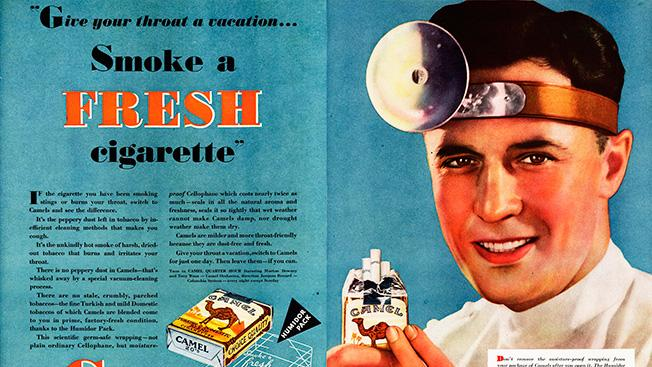 "Give your throat a vacation...
Smoke a
FRESH
cigarette"
IF the cigarette you have been smoking
stings or burns your throat, switch to
Camels and see the difference.
It's the peppery dust left in tobacco by in-
efficient cleaning methods that makes you
cough.
It's the unkindly hot smoke of harsh, dried-
out tobacco that burns and irritates your
throat.
There is no peppery dust in Camels—that's
whisked away by a special vacuum-cleaning
process.
There are no stale, crumbly, parched
tobaccos—the fine Turkish and mild Domestic
tobaccos of which Camels are blended come
to you in prime, factory-fresh condition,
thanks to the Humidor Pack.
This scientific germ-safe wrapping—not
plain ordinary Cellophane, but moisture-
proof Cellophane which costs nearly twice as
much—seals in all the natural aroma and
freshness, seals it so tightly that wet weather
cannot make Camels damp, nor drought
weather make them dry.
Camels are milder and more throat-friendly
because they are dust-free and fresh.
Give your throat a vacation, switch to Camels
for just one day. Then leave them—if you can.
Tune in CAMEL QUARTER HOUR featuring Morton Downey
and Tony Wons — Camel Orchestra, direction Jacques Renard —
Columbia System — every night except Sunday
CAMEL
CHOICE QUALITY
CAMEL
20
HUMIDOR
PACK
Smoke a
fresh
CAMEL
Don't remove the moisture-proof wrapping from
your package of Camels after you open it. The Humidor